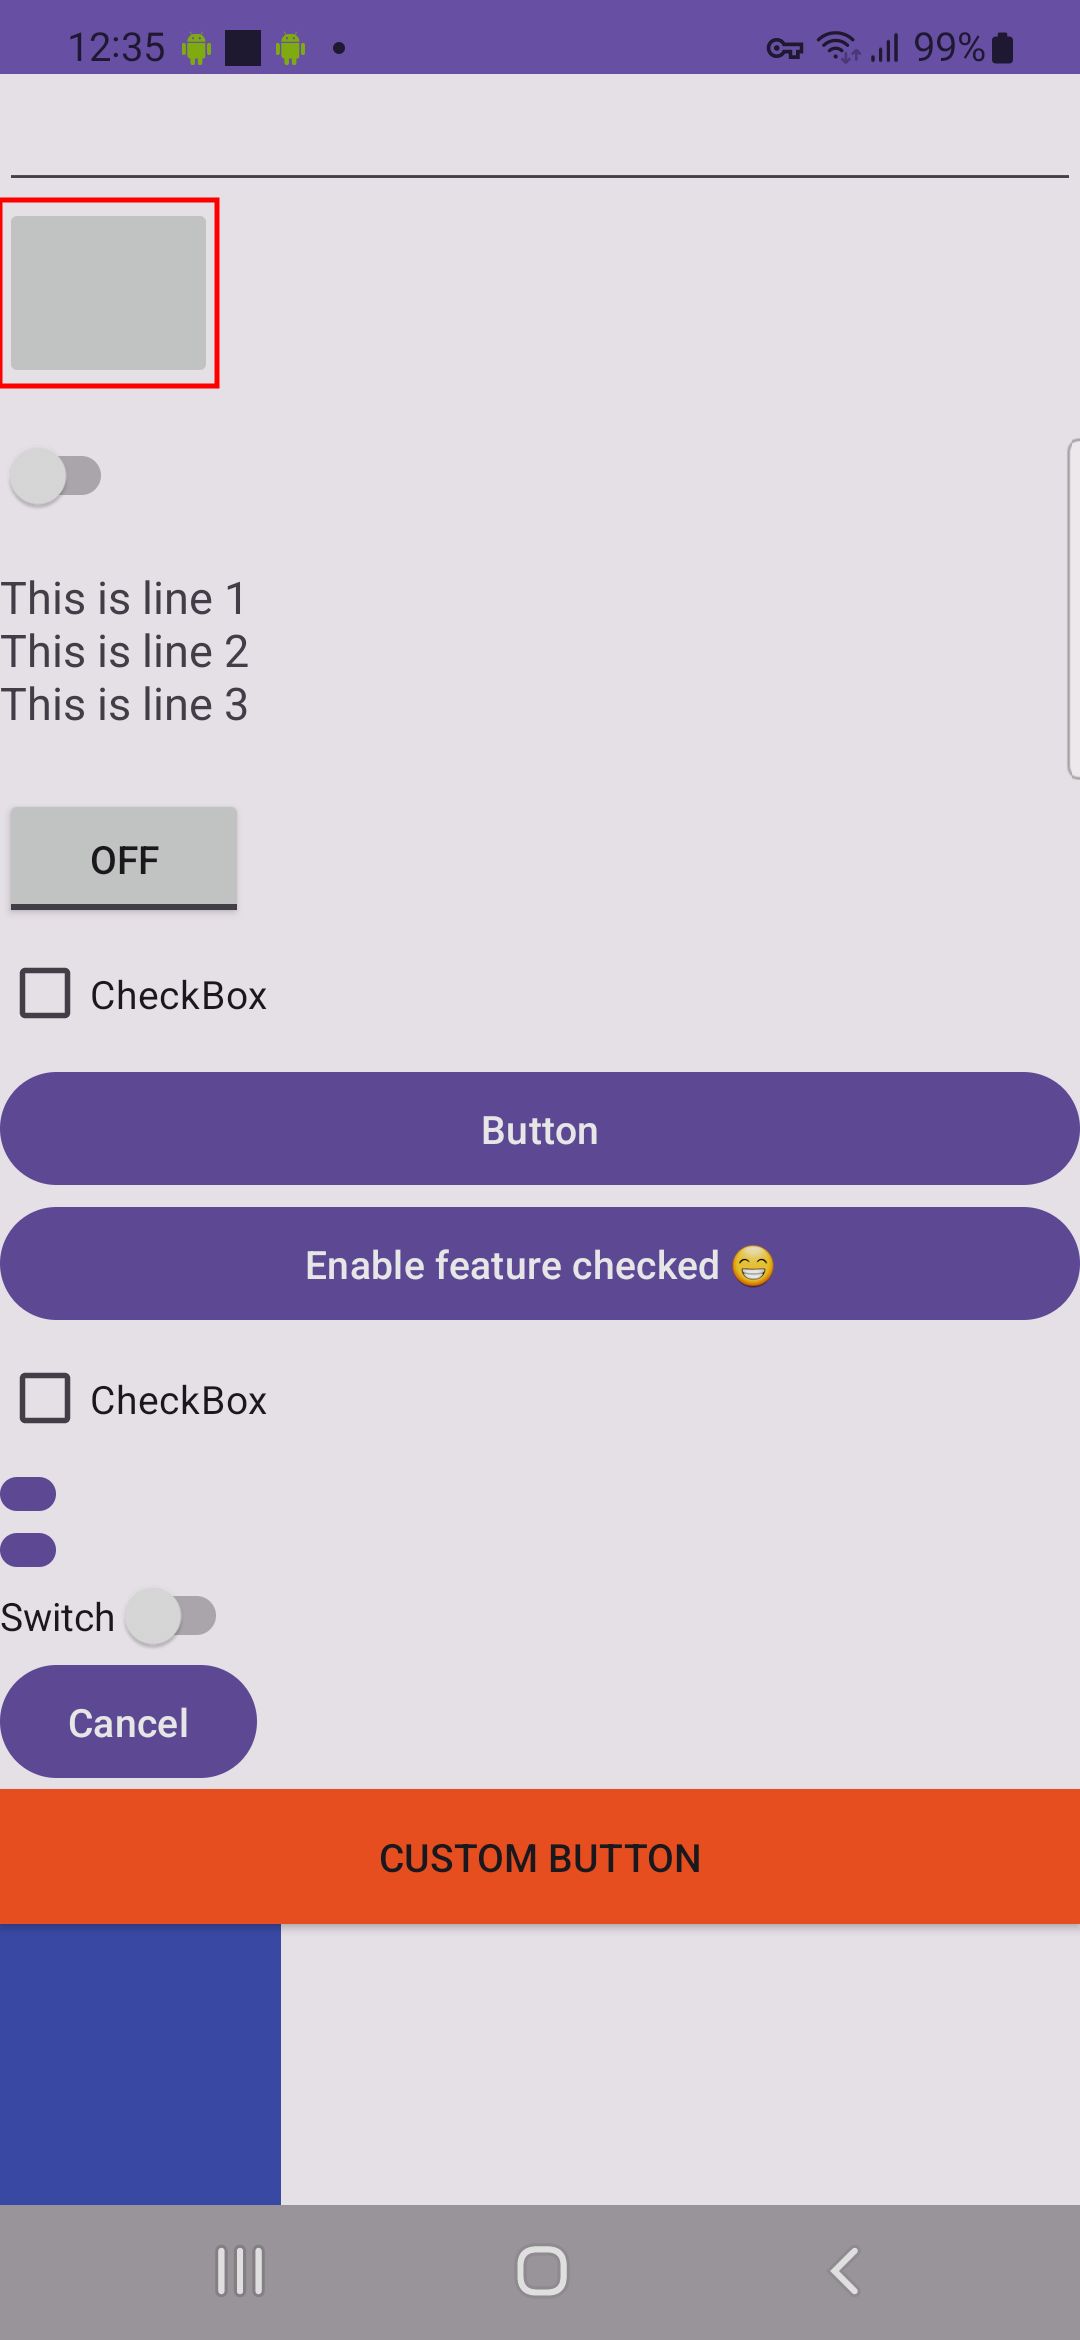 12:35
99%
This is line 1
This is line 2
This is line 3
OFF
CheckBox
Button
Enable feature checked 😁
CheckBox
Switch
Cancel
CUSTOM BUTTON